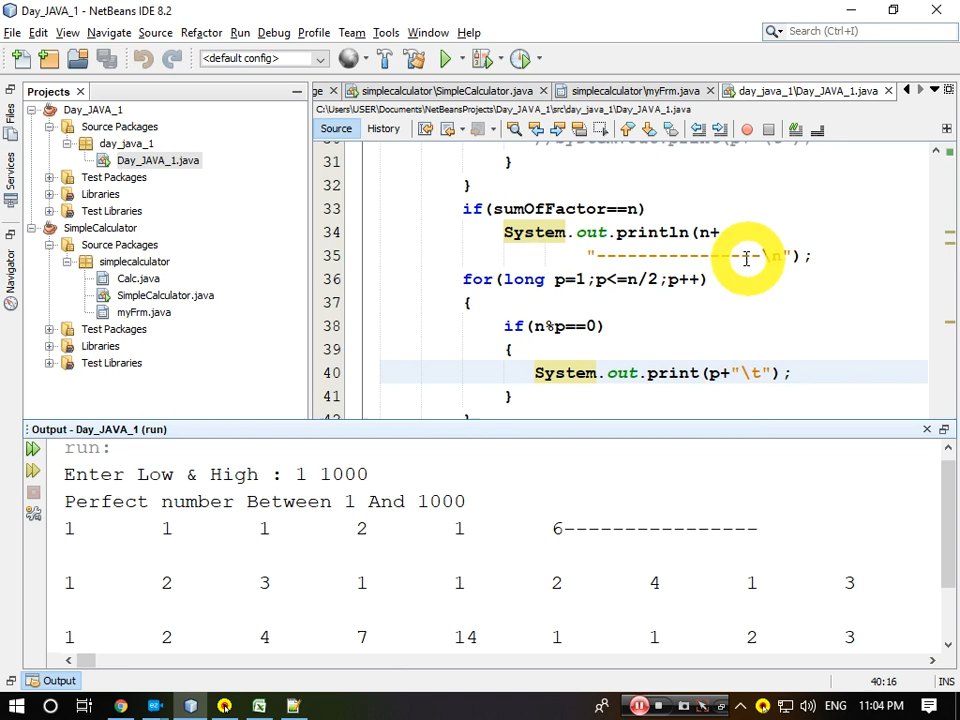 Day_JAVA_1 - NetBeans IDE 8.2
File Edit View Navigate Source Refactor Run Debug Profile Team Tools Window Help
Search (Ctrl+I)
<default config>
Projects
ge simplecalculator\SimpleCalculator.java simplecalculator\myFrm.java day_java_1\Day_JAVA_1.java
C:\Users\USER\Documents\NetBeansProjects\Day_JAVA_1\src\day_java_1\Day_JAVA_1.java
Source History
Files
Services
Navigator
Day_JAVA_1
Source Packages
day_java_1
Day_JAVA_1.java
Test Packages
Libraries
Test Libraries
SimpleCalculator
Source Packages
simplecalculator
Calc.java
SimpleCalculator.java
myFrm.java
Test Packages
Libraries
Test Libraries
31 }
32 }
33 if(sumOfFactor==n)
34 System.out.println(n+
35 "----------------\n");
36 for(long p=1;p<=n/2;p++)
37 {
38 if(n%p==0)
39 {
40 System.out.print(p+"\t");
41 }
Output - Day_JAVA_1 (run)
run:
Enter Low & High : 1 1000
Perfect number Between 1 And 1000
1 1 1 2 1 6----------------
1 2 3 1 1 2 4 1 3
1 2 4 7 14 1 1 2 3
Output
40:16 INS
ENG 11:04 PM